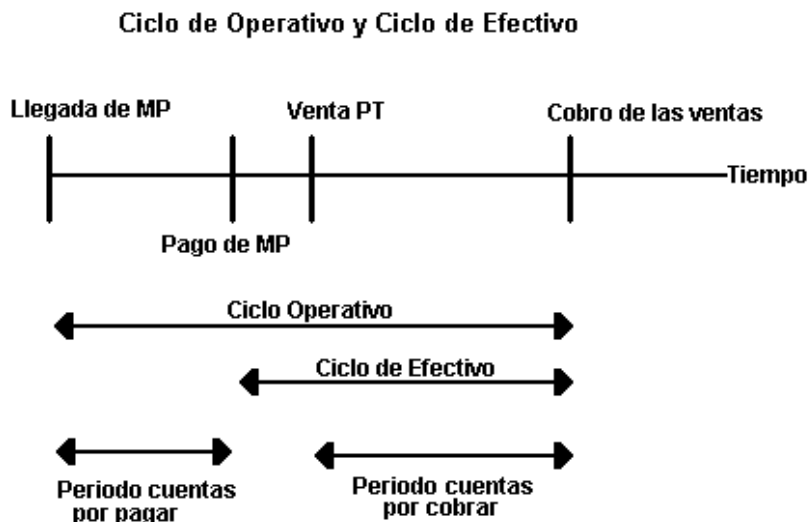 Ciclo de Operativo y Ciclo de Efectivo
Llegada de MP
Venta PT
Cobro de las ventas
Tiempo
Pago de MP
Ciclo Operativo
Ciclo de Efectivo
Periodo cuentas
por pagar
Periodo cuentas
por cobrar